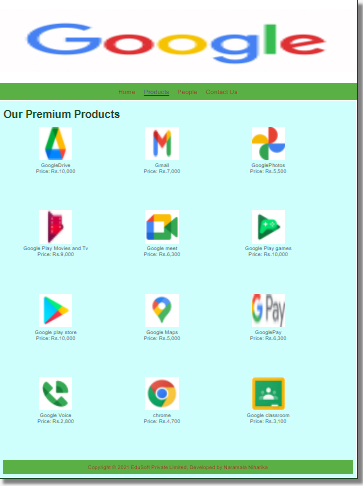 Google
Home Products People Contact Us
Our Premium Products
GoogleDrive
Price: Rs.10,000
Gmail
Price: Rs.7,000
GooglePhotos
Price: Rs.5,500
Google Play Movies and Tv
Price: Rs.9,000
Google meet
Price: Rs.6,300
Google Play games
Price: Rs.10,000
Google play store
Price: Rs.10,000
Google Maps
Price: Rs.5,000
G Pay
GooglePay
Price: Rs.6,300
Google Voice
Price: Rs.2,800
chrome
Price: Rs.4,700
Google classroom
Price: Rs.3,100
Copyright © 2021 EduSoft Private Limited, Developed by